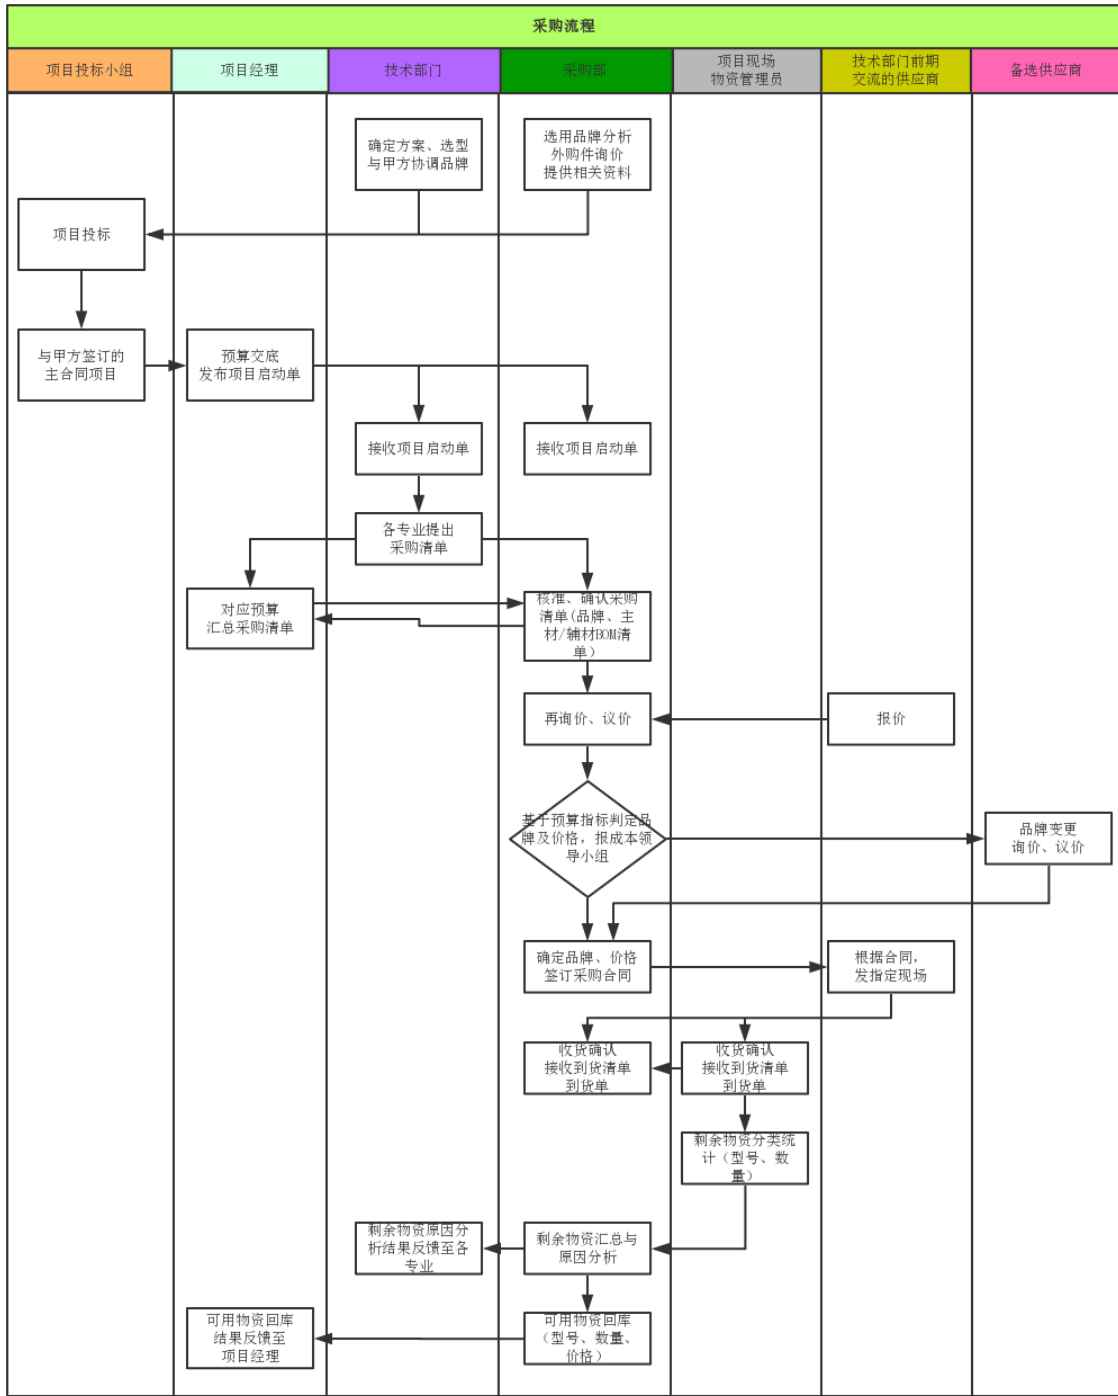 采购流程
项目投标小组
项目经理
技术部门
采购部
项目现场
物资管理员
技术部门前期
交流的供应商
备选供应商
确定方案、选型
与甲方协调品牌
选用品牌分析
外购件询价
提供相关资料
项目投标
与甲方签订的
主合同项目
预算交底
发布项目启动单
接收项目启动单
接收项目启动单
各专业提出
采购清单
对应预算
汇总采购清单
核准、确认采购
清单(品牌、主
材/辅材BOM清
单)
再询价、议价
报价
基于预算指标判定品
牌及价格，报成本领
导小组
品牌变更
询价、议价
确定品牌、价格
签订采购合同
根据合同，
发指定现场
收货确认
接收到货清单
到货单
收货确认
接收到货清单
到货单
剩余物资分类统
计（型号、数
量）
剩余物资原因分
析结果反馈至各
专业
剩余物资汇总与
原因分析
可用物资回库
结果反馈至
项目经理
可用物资回库
（型号、数量、
价格）